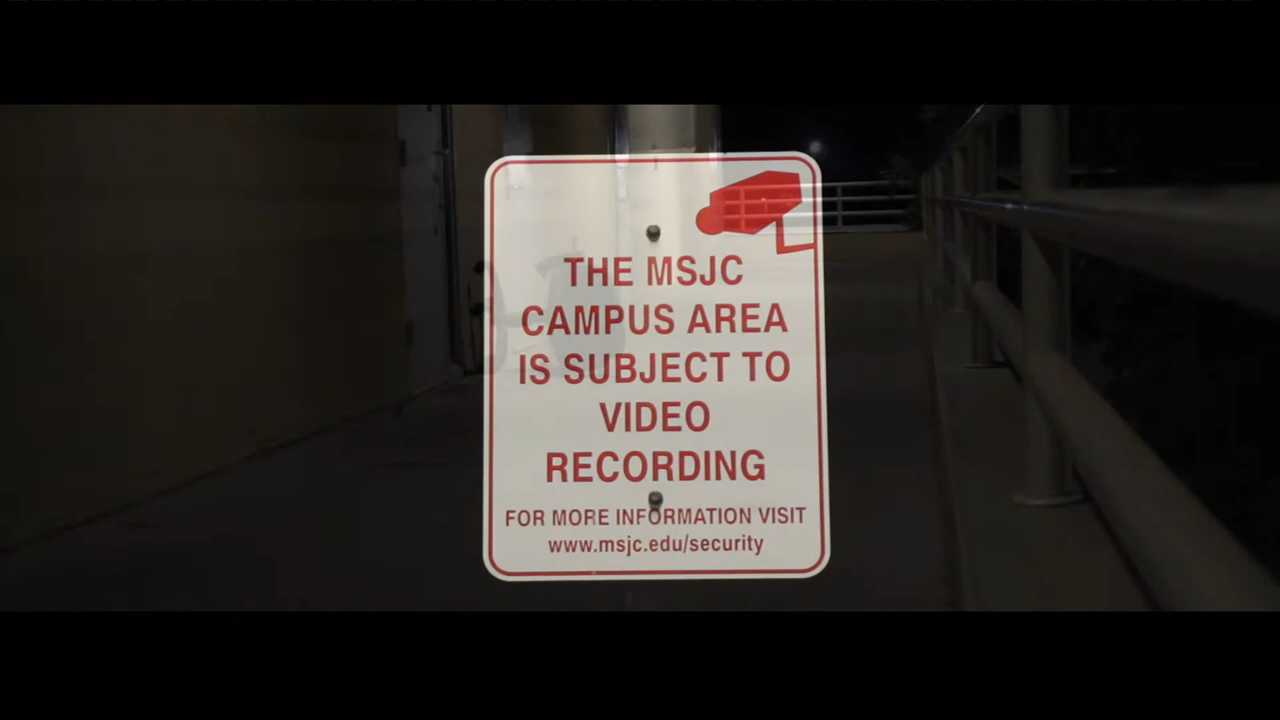 THE MSJC
CAMPUS AREA
IS SUBJECT TO
VIDEO
RECORDING
FOR MORE INFORMATION VISIT
www.msjc.edu/security